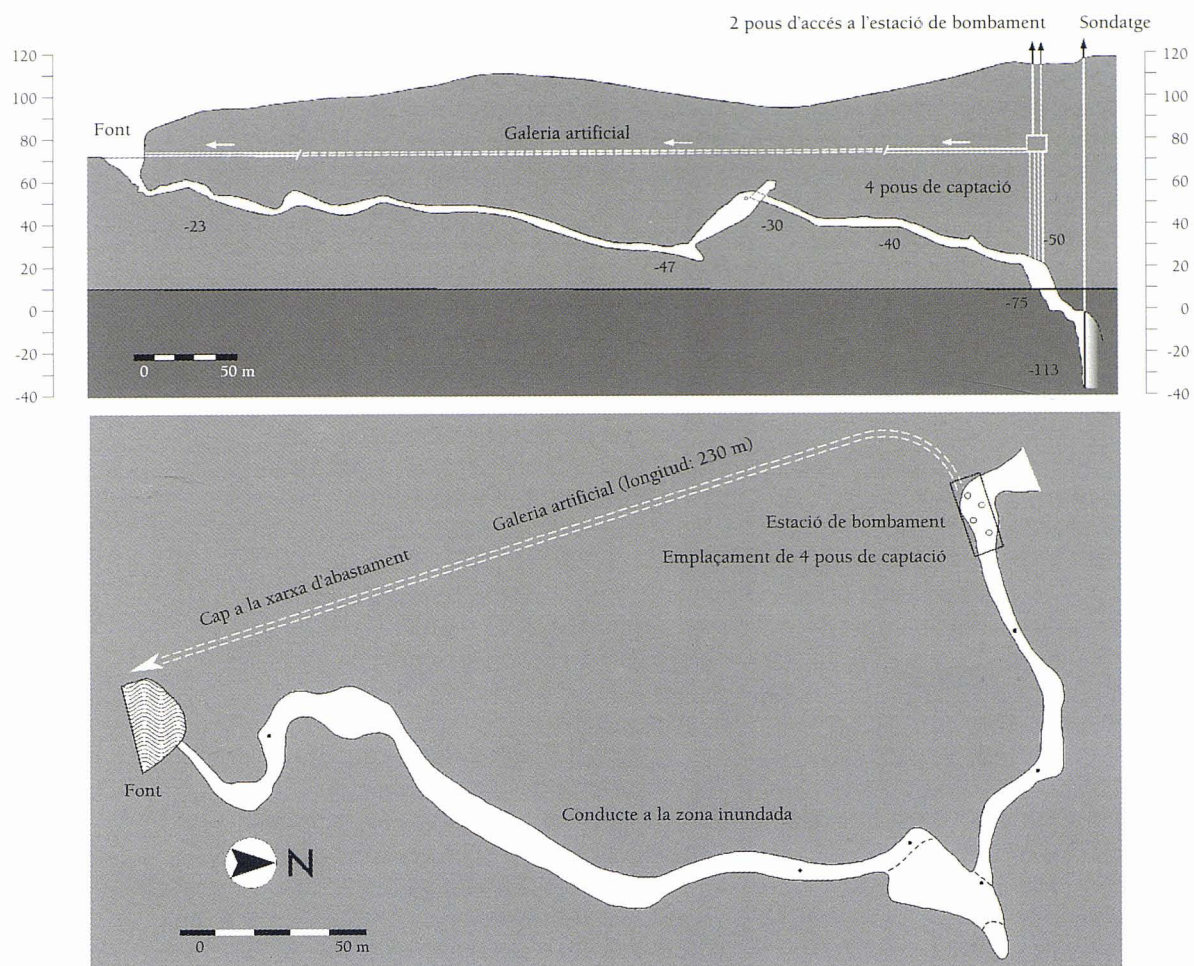 2 pous d'accés a l'estació de bombament
Sondatge
120
100
80
60
40
20
0
-20
-40
120
100
80
60
40
20
0
-20
-40
Font
Galeria artificial
4 pous de captació
-23
-47
-30
-40
-50
-75
-113
0 50 m
Galeria artificial (longitud: 230 m)
Cap a la xarxa d'abastament
Estació de bombament
Emplaçament de 4 pous de captació
Font
Conducte a la zona inundada
N
0 50 m